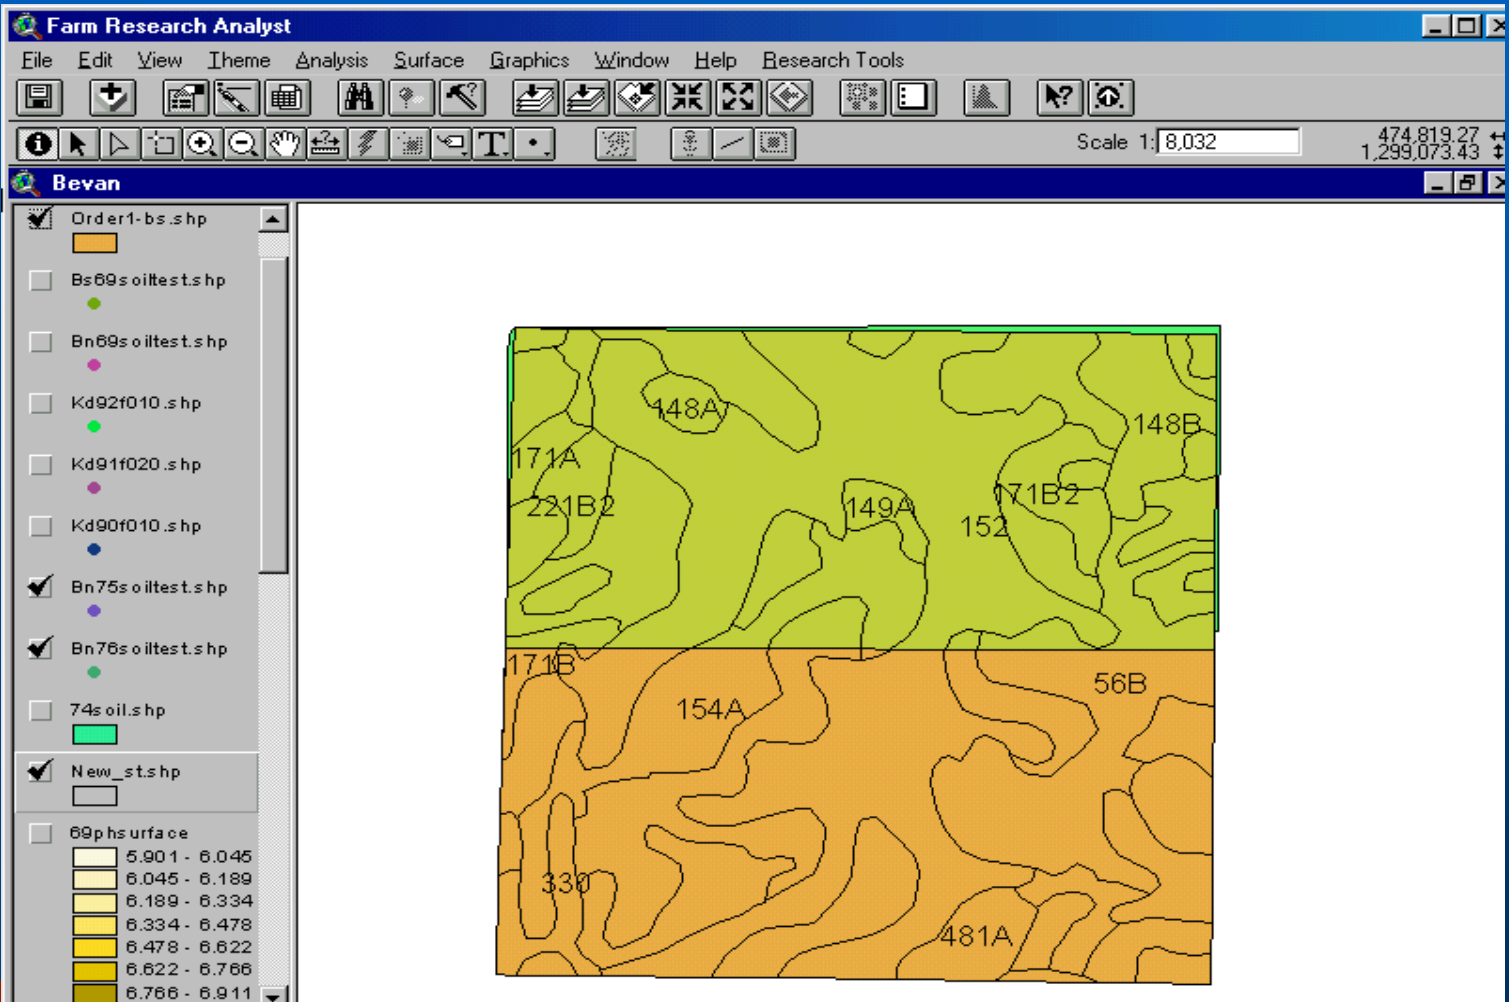 Farm Research Analyst
File Edit View Theme Analysis Surface Graphics Window Help Research Tools
Scale 1: 8,032
474,819.27
1,299,073.43
Bevan
Order1-bs.shp
Bs69soiltest.shp
Bn69soiltest.shp
Kd92f010.shp
Kd91f020.shp
Kd90f010.shp
Bn75soiltest.shp
Bn76soiltest.shp
74soil.shp
New_st.shp
69phsurface
5.901 - 6.045
6.045 - 6.189
6.189 - 6.334
6.334 - 6.478
6.478 - 6.622
6.622 - 6.766
6.766 - 6.911
148A
148B
171A
171B2
221B2
149A
152
171B
56B
154A
330
481A